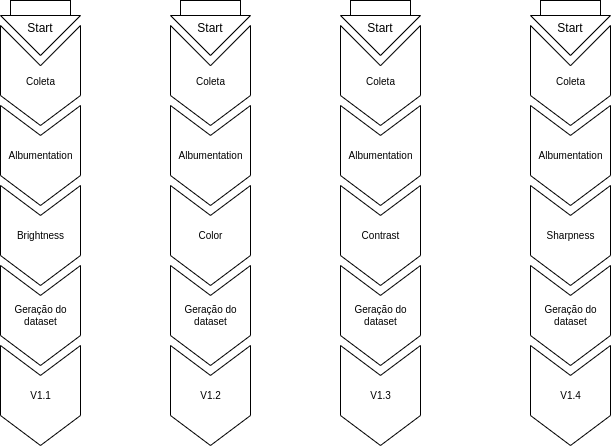 Start
Coleta
Albumentation
Brightness
Geração do
dataset
V1.1
Start
Coleta
Albumentation
Color
Geração do
dataset
V1.2
Start
Coleta
Albumentation
Contrast
Geração do
dataset
V1.3
Start
Coleta
Albumentation
Sharpness
Geração do
dataset
V1.4